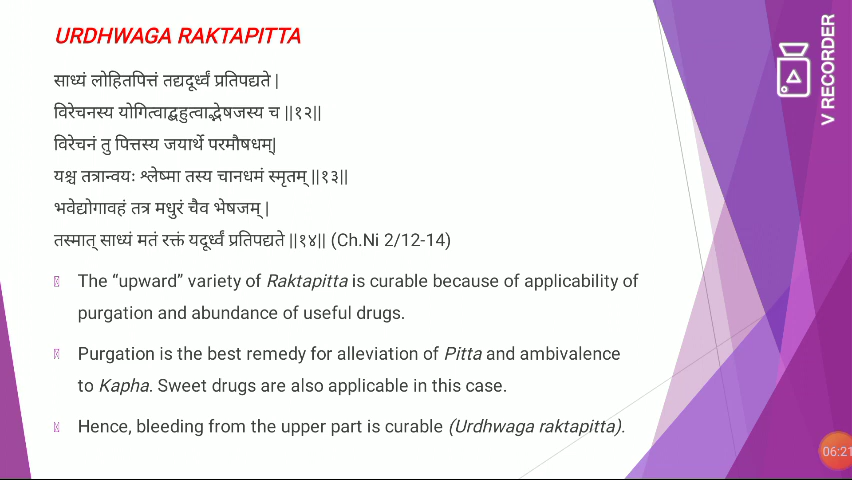 URDHWAGA RAKTAPITTA
साध्यं लोहितपित्तं तद्यदूर्ध्वं प्रतिपद्यते |
विरेचनस्य योगित्वाद्बहुत्वाद्भेषजस्य च ||१२||
विरेचनं तु पित्तस्य जयार्थे परमौषधम्|
यश्च तत्रान्वयः श्लेष्मा तस्य चानधमं स्मृतम् ||१३||
भवेद्योगावहं तत्र मधुरं चैव भेषजम् |
तस्मात् साध्यं मतं रक्तं यदूर्ध्वं प्रतिपद्यते ||१४|| (Ch.Ni 2/12-14)
The “upward” variety of Raktapitta is curable because of applicability of
purgation and abundance of useful drugs.
Purgation is the best remedy for alleviation of Pitta and ambivalence
to Kapha. Sweet drugs are also applicable in this case.
Hence, bleeding from the upper part is curable (Urdhwaga raktapitta).
V RECORDER
06:21